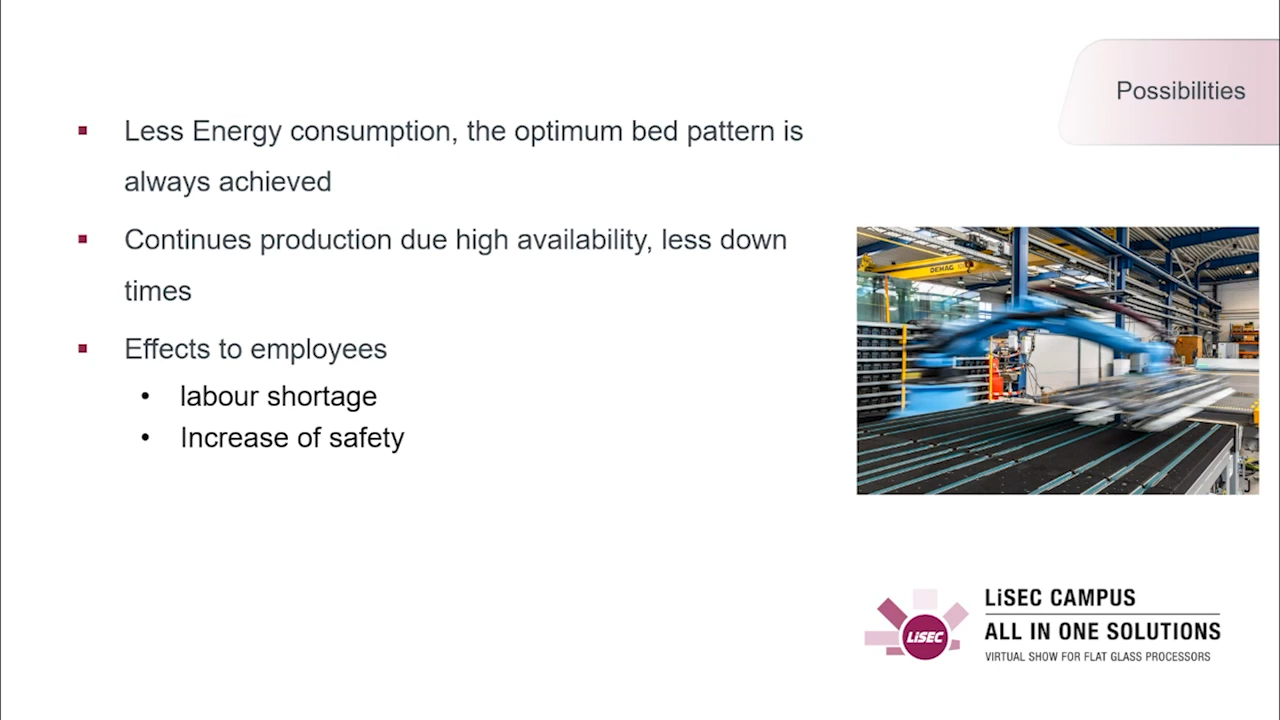 Possibilities
Less Energy consumption, the optimum bed pattern is
always achieved
Continues production due high availability, less down
times
Effects to employees
labour shortage
Increase of safety
DEMAG
LiSEC
LiSEC CAMPUS
ALL IN ONE SOLUTIONS
VIRTUAL SHOW FOR FLAT GLASS PROCESSORS